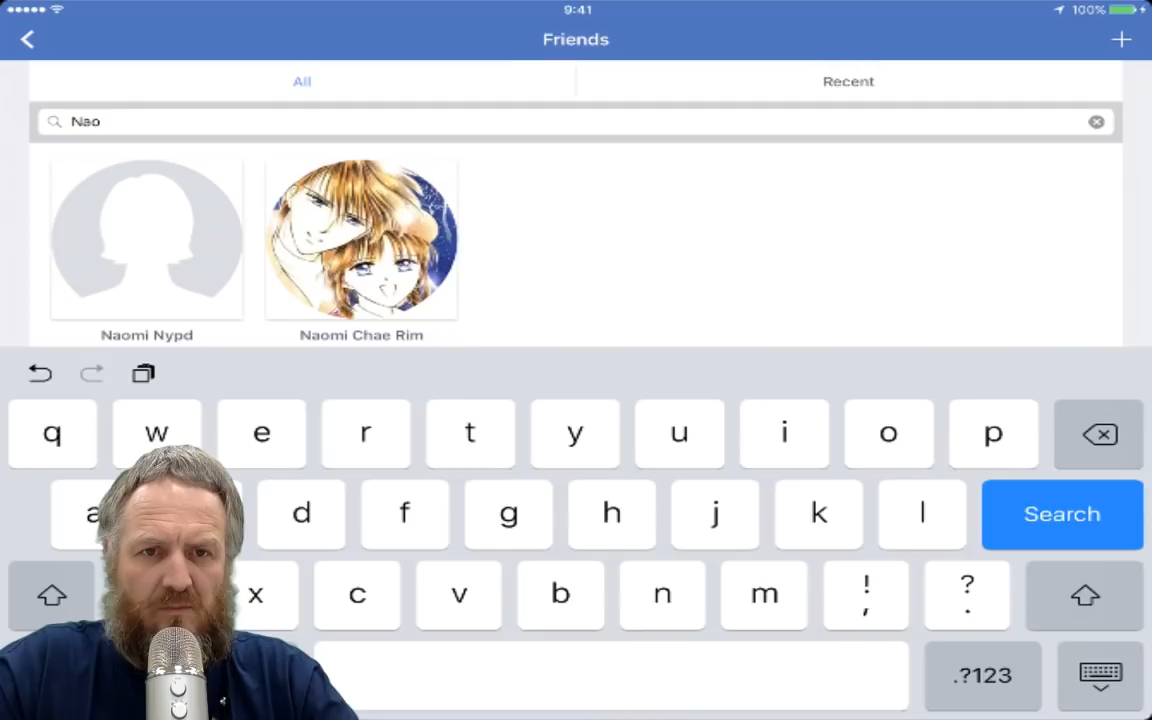 9:41
100%
Friends
All
Recent
Nao
Naomi Nypd
Naomi Chae Rim
q w e r t y u i o p
a d f g h j k l Search
x c v b n m ! , ? .
.?123